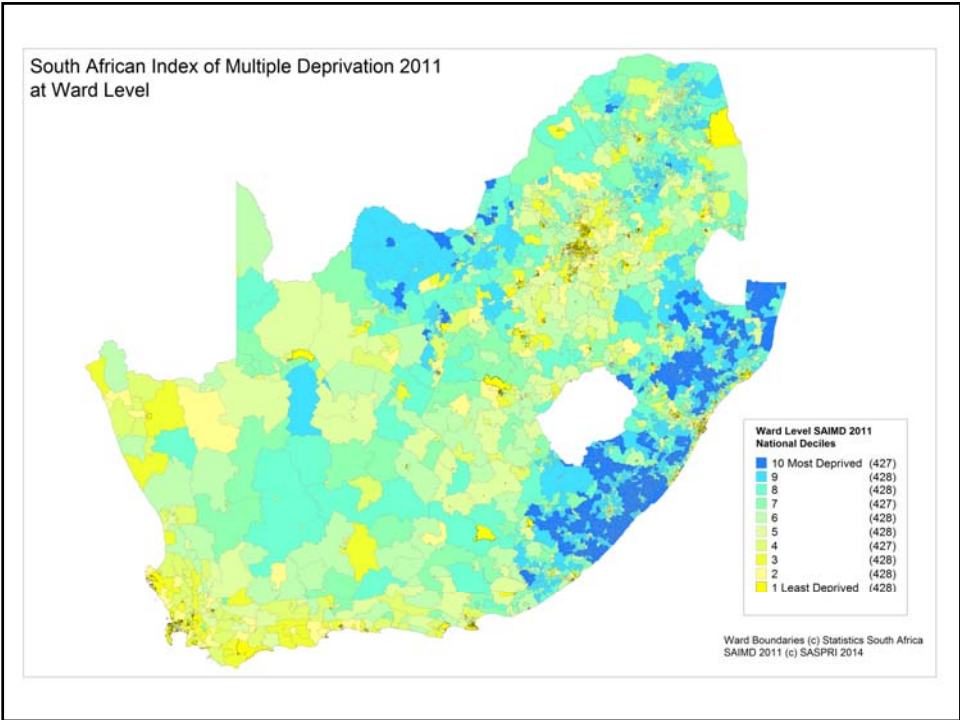 South African Index of Multiple Deprivation 2011
at Ward Level
Ward Level SAIMD 2011
National Deciles
10 Most Deprived (427)
9 (428)
8 (428)
7 (427)
6 (428)
5 (428)
4 (427)
3 (428)
2 (428)
1 Least Deprived (428)
Ward Boundaries (c) Statistics South Africa
SAIMD 2011 (c) SASPRI 2014